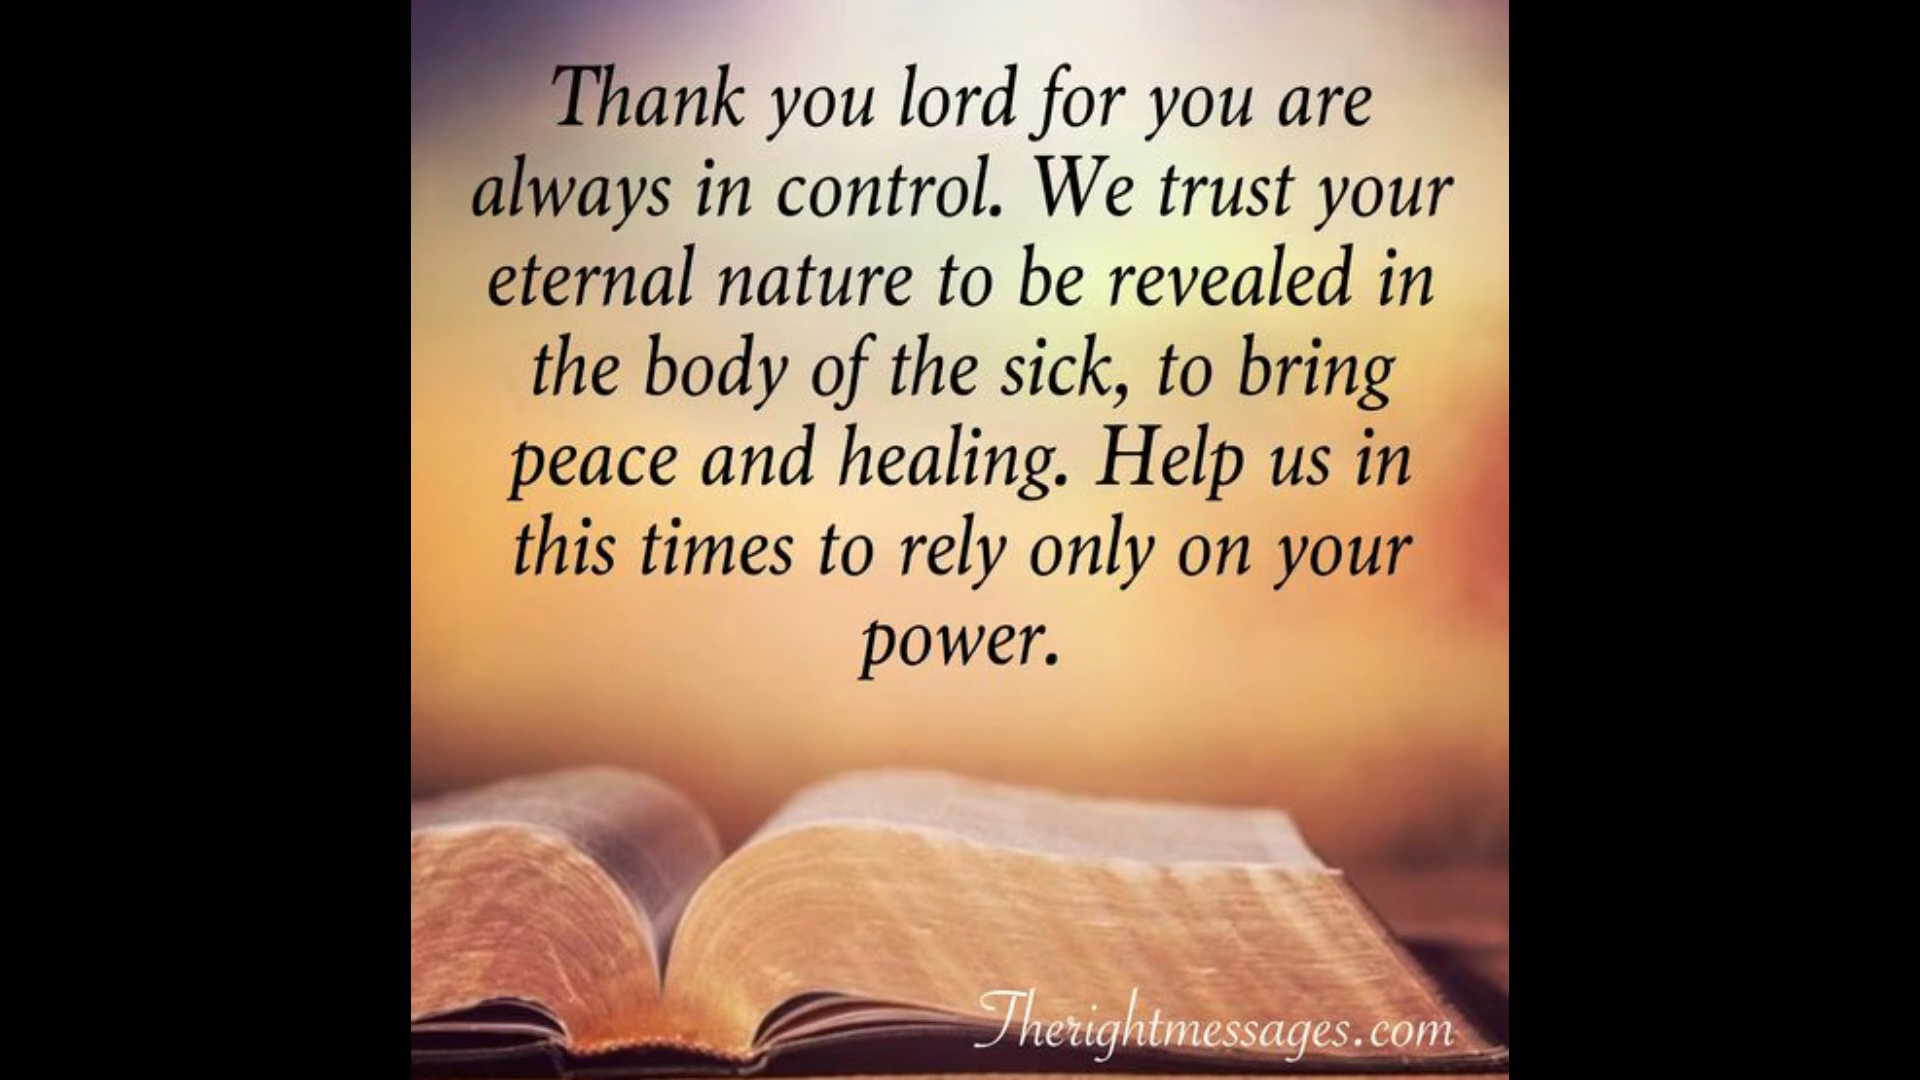 Thank you lord for you are
always in control. We trust your
eternal nature to be revealed in
the body of the sick, to bring
peace and healing. Help us in
this times to rely only on your
power.
Therightmessages.com